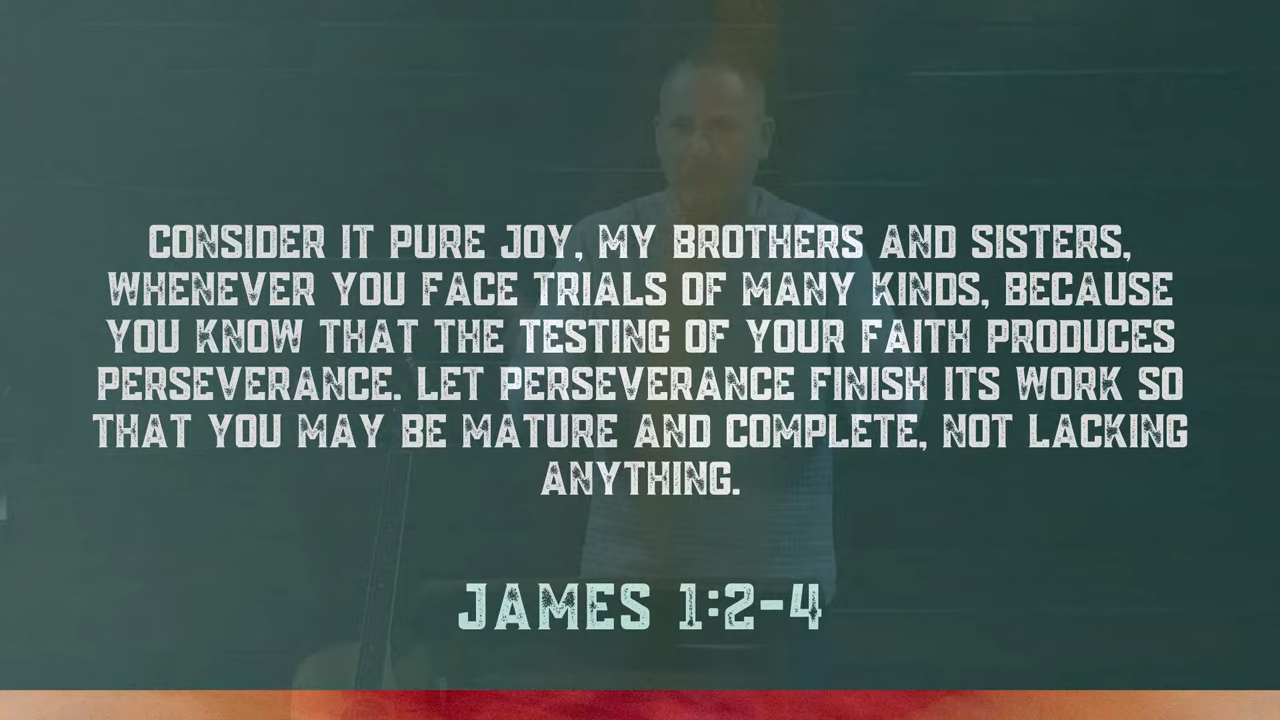 CONSIDER IT PURE JOY, MY BROTHERS AND SISTERS,
WHENEVER YOU FACE TRIALS OF MANY KINDS, BECAUSE
YOU KNOW THAT THE TESTING OF YOUR FAITH PRODUCES
PERSEVERANCE. LET PERSEVERANCE FINISH ITS WORK SO
THAT YOU MAY BE MATURE AND COMPLETE, NOT LACKING
ANYTHING.
JAMES 1:2-4